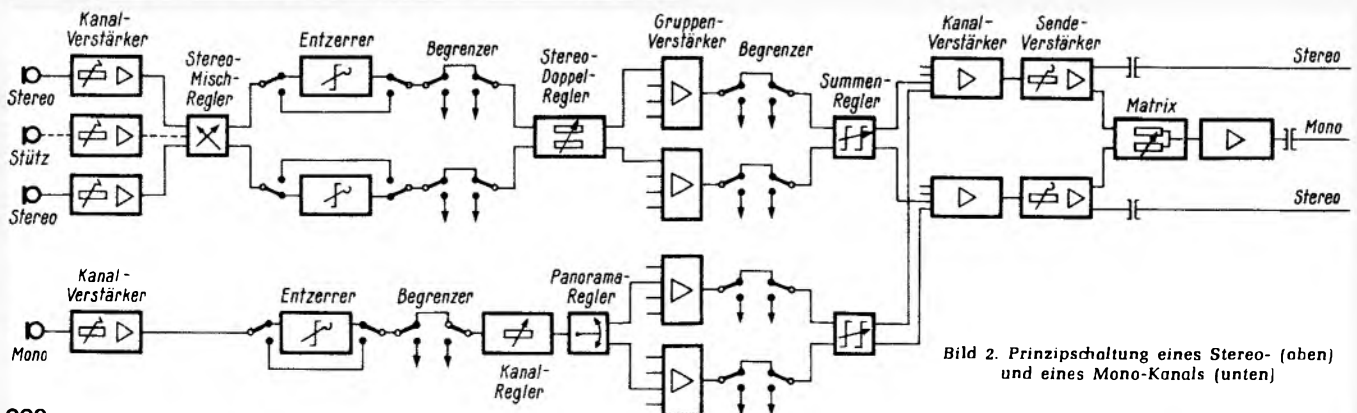 Kanal-
Verstärker
Stereo
Stütz
Stereo
Stereo-
Misch-
Regler
Entzerrer
Begrenzer
Stereo-
Doppel-
Regler
Gruppen-
Verstärker
Begrenzer
Summen-
Regler
Kanal-
Verstärker
Sende-
Verstärker
Matrix
Stereo
Mono
Stereo
Kanal-
Verstärker
Mono
Entzerrer
Begrenzer
Kanal-
Regler
Panorama-
Regler
Bild 2. Prinzipschaltung eines Stereo- (oben)
und eines Mono-Kanals (unten)